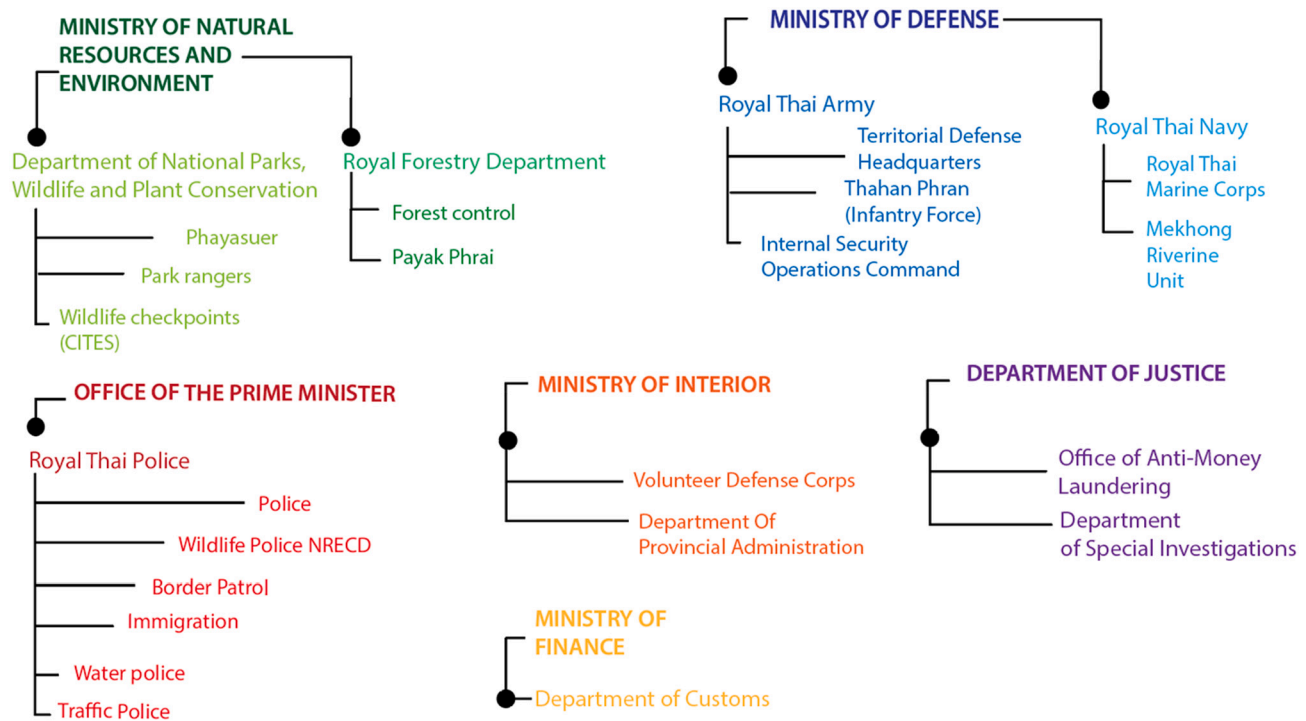 MINISTRY OF NATURAL
RESOURCES AND
ENVIRONMENT
Department of National Parks,
Wildlife and Plant Conservation
Phayasuer
Park rangers
Wildlife checkpoints
(CITES)
Royal Forestry Department
Forest control
Payak Phrai
MINISTRY OF DEFENSE
Royal Thai Army
Territorial Defense
Headquarters
Thahan Phran
(Infantry Force)
Internal Security
Operations Command
Royal Thai Navy
Royal Thai
Marine Corps
Mekhong
Riverine
Unit
OFFICE OF THE PRIME MINISTER
Royal Thai Police
Police
Wildlife Police NRECD
Border Patrol
Immigration
Water police
Traffic Police
MINISTRY OF INTERIOR
Volunteer Defense Corps
Department Of
Provincial Administration
MINISTRY OF
FINANCE
Department of Customs
DEPARTMENT OF JUSTICE
Office of Anti-Money
Laundering
Department
of Special Investigations